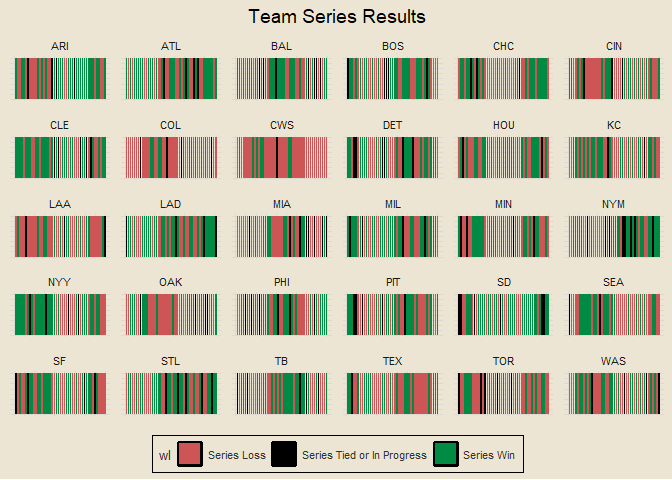 Team Series Results
ARI ATL BAL BOS CHC CIN
CLE COL CWS DET HOU KC
LAA LAD MIA MIL MIN NYM
NYY OAK PHI PIT SD SEA
SF STL TB TEX TOR WAS
wl Series Loss Series Tied or In Progress Series Win